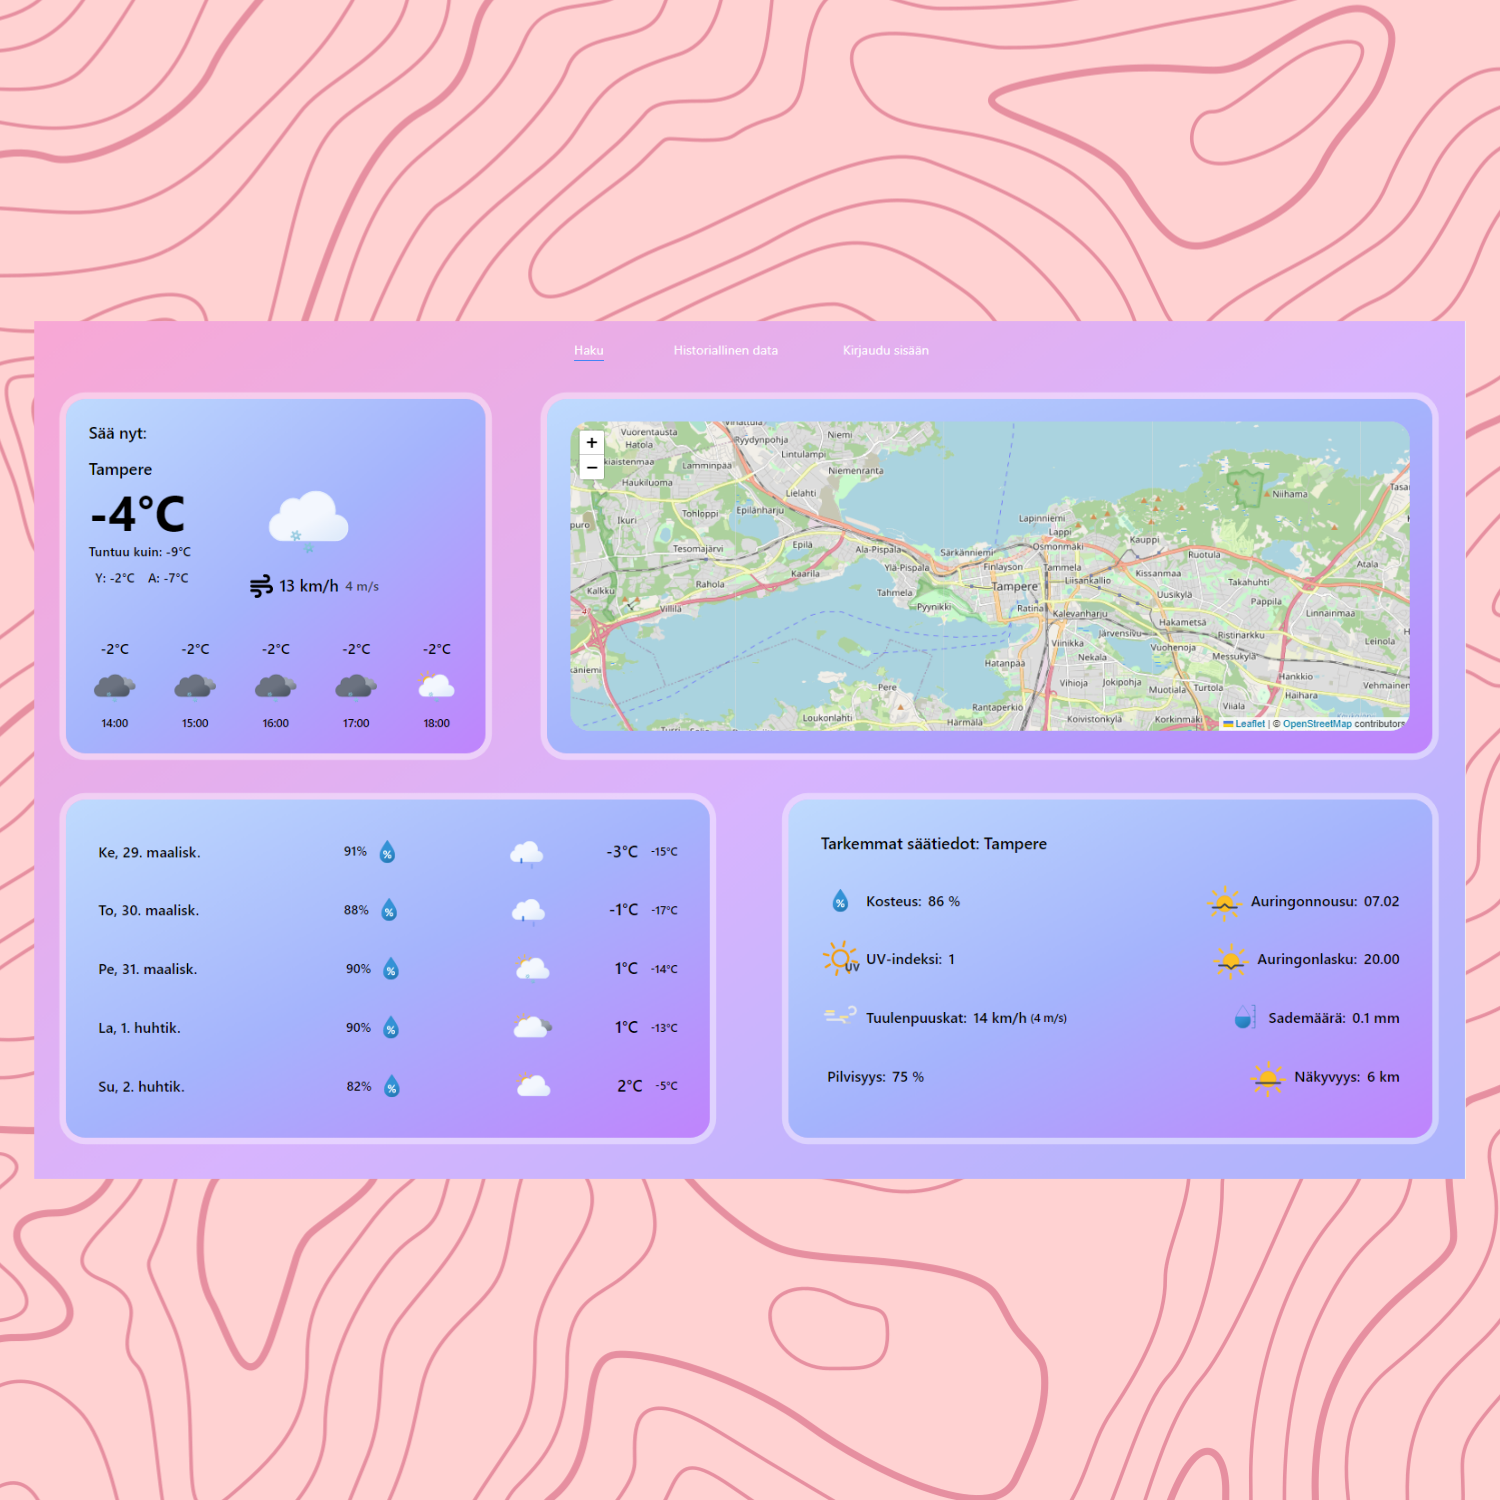 Haku
Historiallinen data
Kirjaudu sisään
Sää nyt:
Tampere
-4°C
Tuntuu kuin: -9°C
Y: -2°C A: -7°C
13 km/h 4 m/s
-2°C -2°C -2°C -2°C -2°C
14:00 15:00 16:00 17:00 18:00
+
−
Vuorentausta
Hatola
Ryydynpohja
Niemi
Lintulampi
Lamminpää
Niemenranta
Haukiluoma
Lielahti
Niihama
Ikuri
Tohloppi
Epilänharju
Lapinniemi
Lappi
Kauppi
Tesomajärvi
Epilä
Ala-Pispala
Särkänniemi
Osmonmäki
Ruotula
Atala
Kaarila
Ylä-Pispala
Finlayson
Tammela
Kissanmaa
Takahuhti
Kalkku
Rahola
Tahmela
Tampere
Liisankallio
Uusikylä
Pappila
Villilä
Pyynikki
Ratina
Kalevanharju
Hakametsä
Linnainmaa
Viinikka
Järvensivu
Ristinarkku
Leinola
Vuohenoja
Messukylä
Hatanpää
Nekala
Hankkio
Pere
Vihioja
Jokipohja
Muotiala
Turtola
Haihara
Vehmainen
Rantaperkiö
Viiala
Loukonlahti
Härmälä
Koivistonkylä
Korkinmäki
Leaflet | © OpenStreetMap contributors
Ke, 29. maalisk. 91% % -3°C -15°C
To, 30. maalisk. 88% % -1°C -17°C
Pe, 31. maalisk. 90% % 1°C -14°C
La, 1. huhtik. 90% % 1°C -13°C
Su, 2. huhtik. 82% % 2°C -5°C
Tarkemmat säätiedot: Tampere
% Kosteus: 86 %
Auringonnousu: 07.02
UV UV-indeksi: 1
Auringonlasku: 20.00
Tuulenpuuskat: 14 km/h (4 m/s)
Sademäärä: 0.1 mm
Pilvisyys: 75 %
Näkyvyys: 6 km